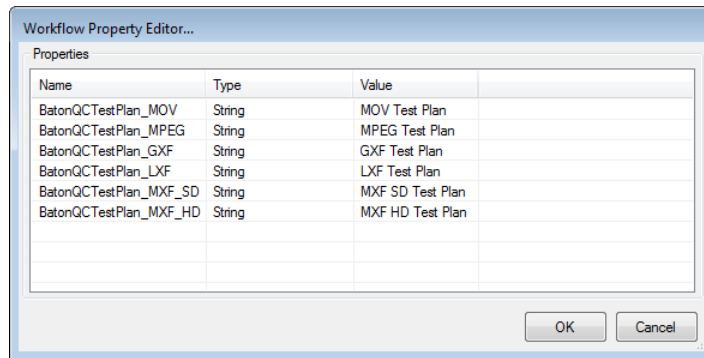 Workflow Property Editor...
Properties
Name Type Value
BatonQCTestPlan_MOV String MOV Test Plan
BatonQCTestPlan_MPEG String MPEG Test Plan
BatonQCTestPlan_GXF String GXF Test Plan
BatonQCTestPlan_LXF String LXF Test Plan
BatonQCTestPlan_MXF_SD String MXF SD Test Plan
BatonQCTestPlan_MXF_HD String MXF HD Test Plan
OK Cancel